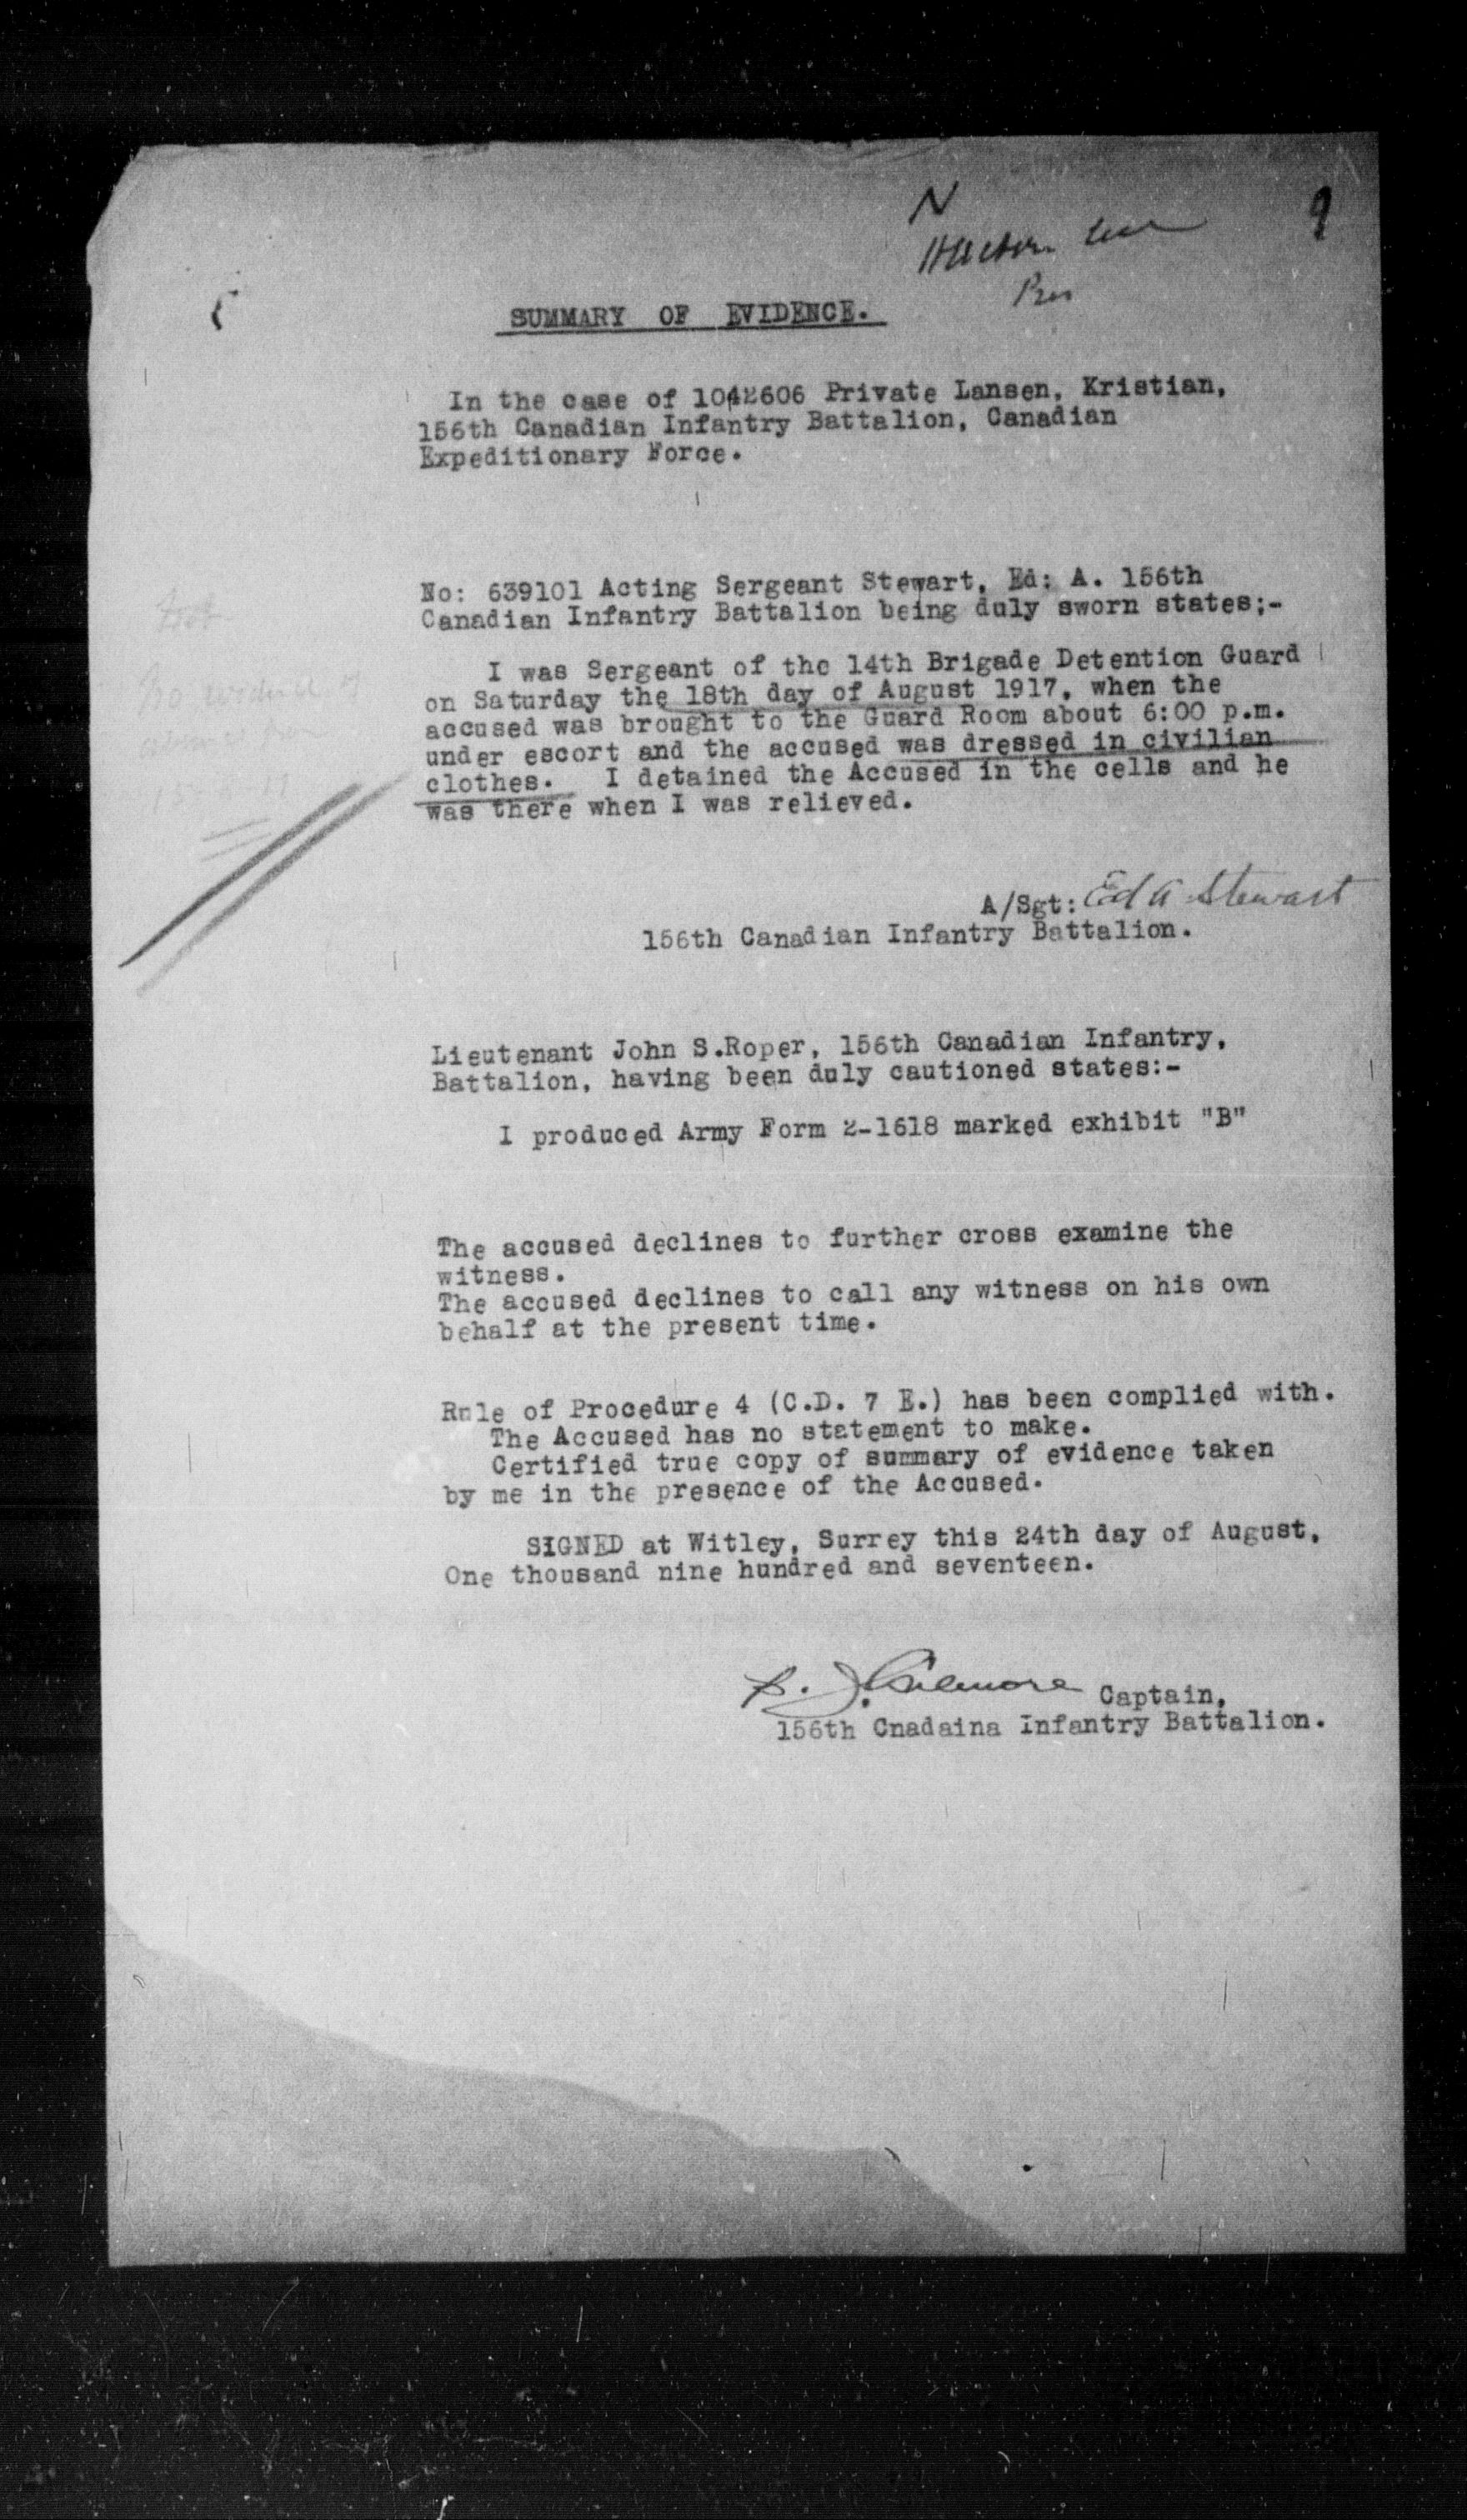 N
9
SUMMARY OF EVIDENCE.
In the case of 1042606 Private Lansen, Kristian,
156th Canadian Infantry Battalion, Canadian
Expeditionary Force.
No: 639101 Acting Sergeant Stewart, Ed: A. 156th
Canadian Infantry Battalion being duly sworn states;-
I was Sergeant of the 14th Brigade Detention Guard
on Saturday the 18th day of August 1917, when the
accused was brought to the Guard Room about 6:00 p.m.
under escort and the accused was dressed in civilian
clothes. I detained the Accused in the cells and he
was there when I was relieved.
A/Sgt: Ed A Stewart
156th Canadian Infantry Battalion.
Lieutenant John S.Roper, 156th Canadian Infantry,
Battalion, having been duly cautioned states:-
I produced Army Form 2-1618 marked exhibit "B"
The accused declines to further cross examine the
witness.
The accused declines to call any witness on his own
behalf at the present time.
Rule of Procedure 4 (C.D. 7 E.) has been complied with.
The Accused has no statement to make.
Certified true copy of summary of evidence taken
by me in the presence of the Accused.
SIGNED at Witley, Surrey this 24th day of August,
One thousand nine hundred and seventeen.
Captain,
156th Cnadaina Infantry Battalion.